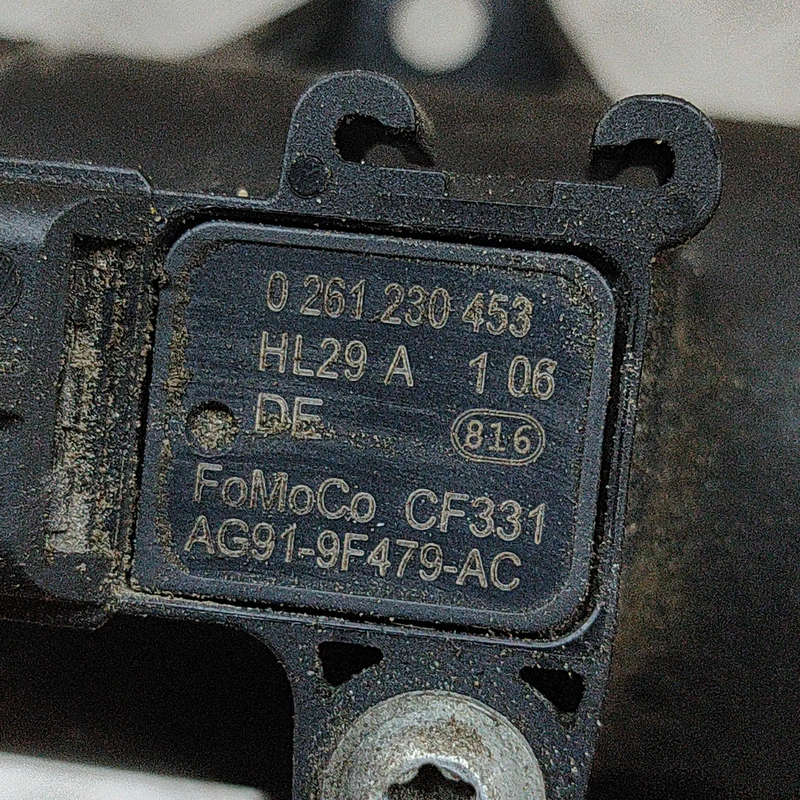 0 261 230 453
HL29 A 1 06
DE 816
FoMoCo CF331
AG91-9F479-AC